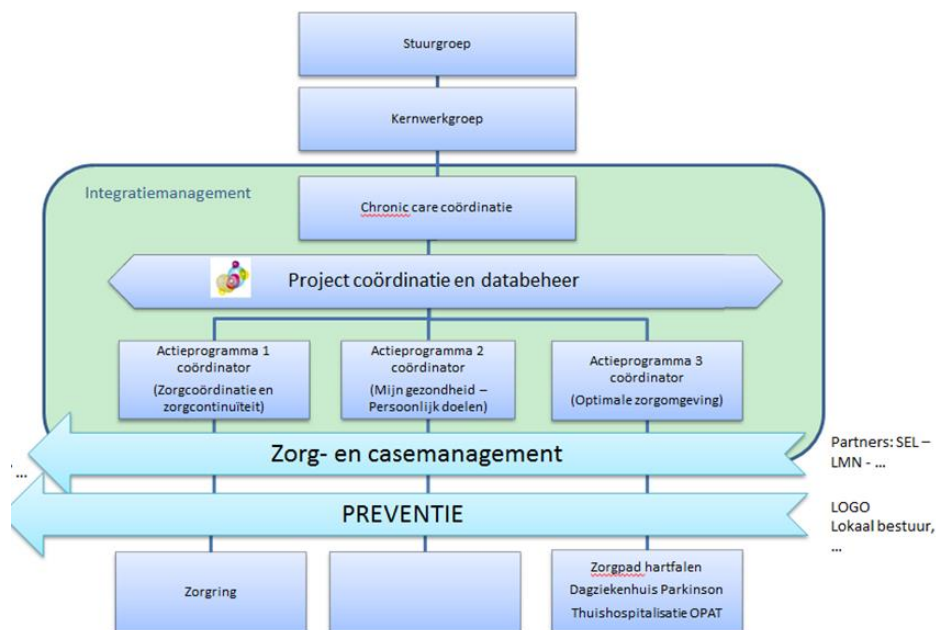 Stuurgroep
Kernwerkgroep
Integratiemanagement
Chronic care coördinatie
Project coördinatie en databeheer
Actieprogramma 1
coördinator
(Zorgcoördinatie en
zorgcontinuïteit)
Actieprogramma 2
coördinator
(Mijn gezondheid –
Persoonlijk doelen)
Actieprogramma 3
coördinator
(Optimale zorgomgeving)
Zorg- en casemanagement
Partners: SEL –
LMN - ...
...
PREVENTIE
LOGO
Lokaal bestuur,
...
Zorgring
Zorgpad hartfalen
Dagziekenhuis Parkinson
Thuishospitalisatie OPAT